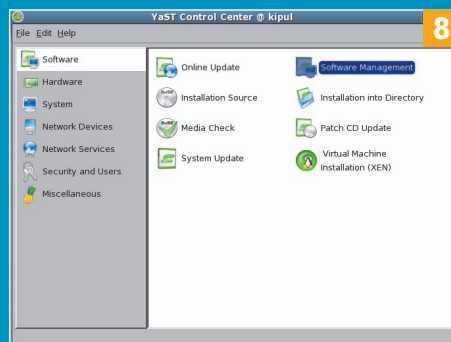 YaST Control Center @ kipul
8
File Edit Help
Software
Hardware
System
Network Devices
Network Services
Security and Users
Miscellaneous
Online Update
Software Management
Installation Source
Installation into Directory
Media Check
Patch CD Update
System Update
Virtual Machine
Installation (XEN)